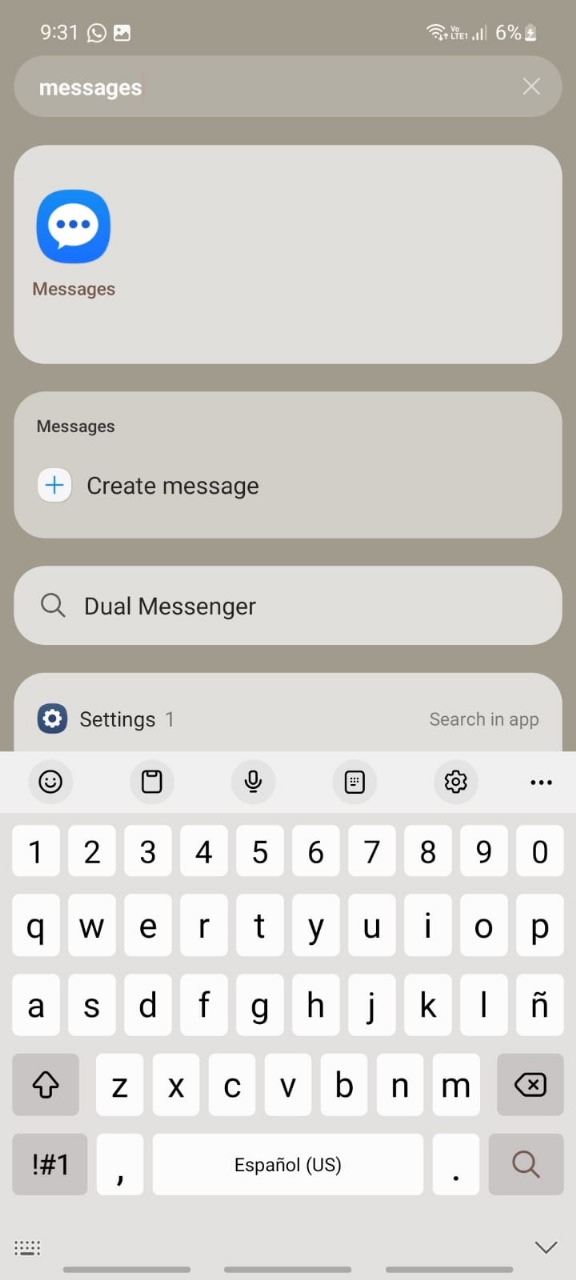 9:31
Vo
LTE1
6%
messages
Messages
Messages
Create message
Dual Messenger
Settings 1
Search in app
1 2 3 4 5 6 7 8 9 0
q w e r t y u i o p
a s d f g h j k l ñ
z x c v b n m
!#1 , Español (US) .